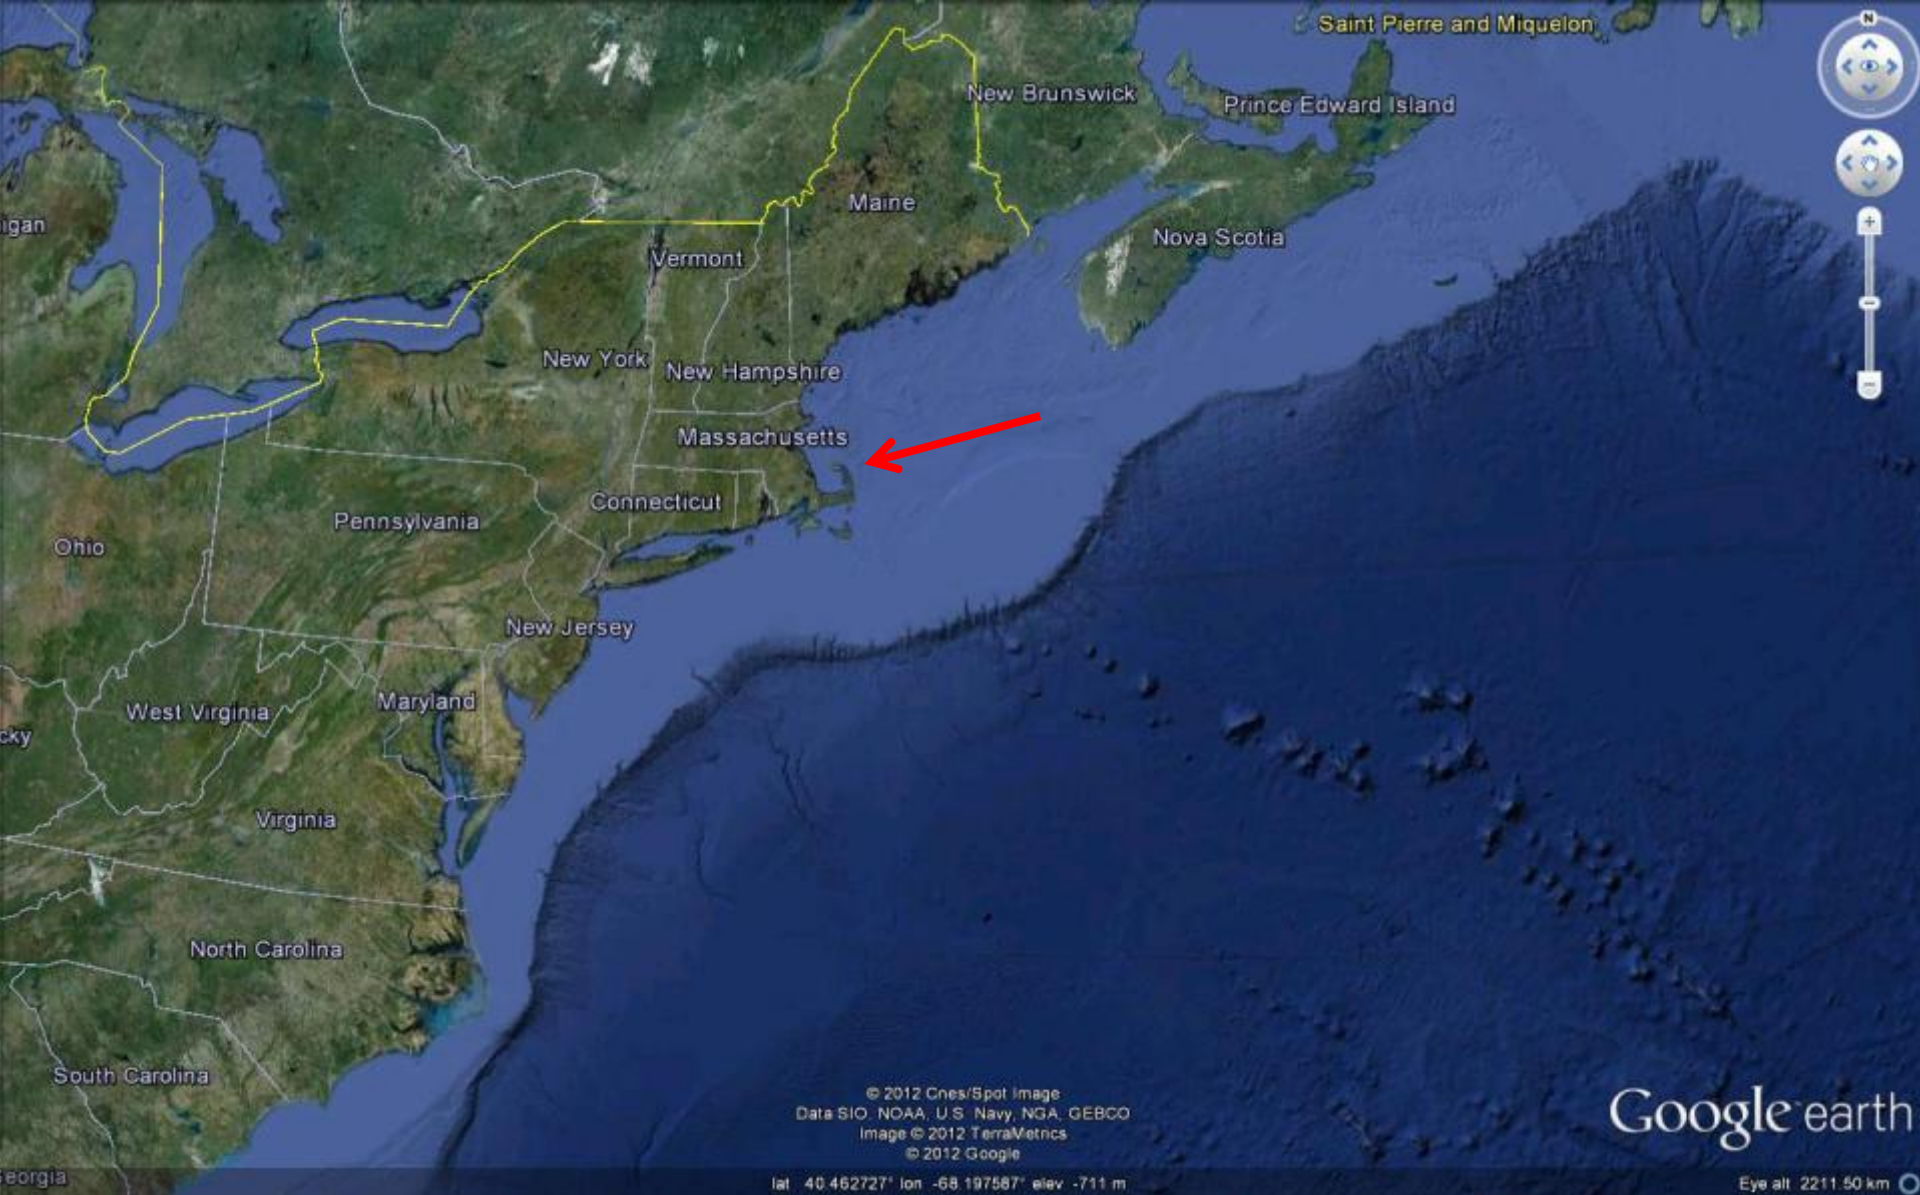 Saint Pierre and Miquelon
N
New Brunswick
Prince Edward Island
Maine
igan
Nova Scotia
Vermont
New York
New Hampshire
Massachusetts
Connecticut
Pennsylvania
Ohio
New Jersey
Maryland
West Virginia
cky
Virginia
North Carolina
South Carolina
© 2012 Cnes/Spot Image
Data SIO, NOAA, U.S. Navy, NGA, GEBCO
Image © 2012 TerraMetrics
© 2012 Google
Google earth
eorgia
lat 40.462727° lon -68.197587° elev -711 m
Eye alt 2211.50 km